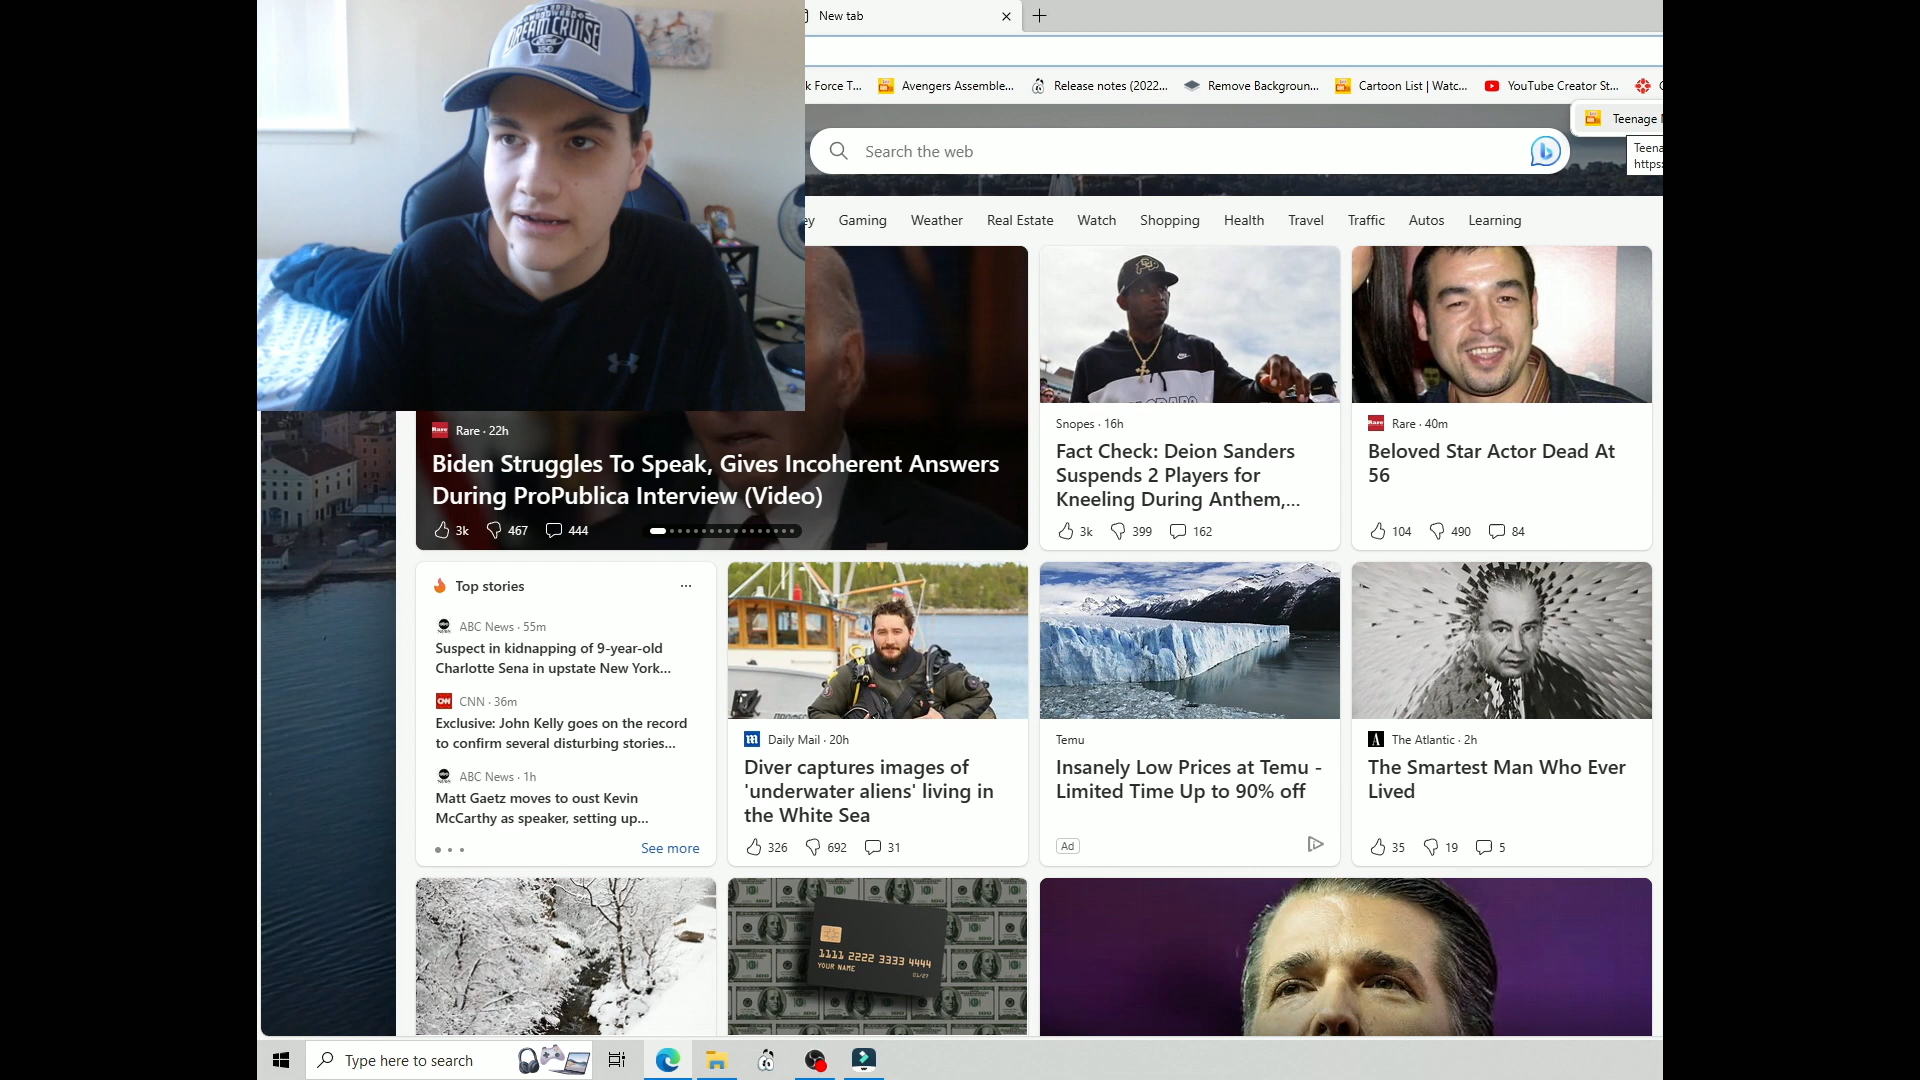 DREAM CRUISE
New tab
k Force T...
Avengers Assemble...
Release notes (2022...
Remove Backgroun...
Cartoon List | Watc...
YouTube Creator St...
Teenage
Search the web
Teena
https:
ey
Gaming
Weather
Real Estate
Watch
Shopping
Health
Travel
Traffic
Autos
Learning
Rare · 22h
Biden Struggles To Speak, Gives Incoherent Answers
During ProPublica Interview (Video)
3k
467
444
Snopes · 16h
Fact Check: Deion Sanders
Suspends 2 Players for
Kneeling During Anthem,...
3k
399
162
Rare · 40m
Beloved Star Actor Dead At
56
104
490
84
Top stories
ABC News · 55m
Suspect in kidnapping of 9-year-old
Charlotte Sena in upstate New York...
CNN · 36m
Exclusive: John Kelly goes on the record
to confirm several disturbing stories...
ABC News · 1h
Matt Gaetz moves to oust Kevin
McCarthy as speaker, setting up...
See more
Daily Mail · 20h
Diver captures images of
'underwater aliens' living in
the White Sea
326
692
31
Temu
Insanely Low Prices at Temu -
Limited Time Up to 90% off
Ad
The Atlantic · 2h
The Smartest Man Who Ever
Lived
35
19
5
1111 2222 3333 4444
YOUR NAME
01/27
Type here to search